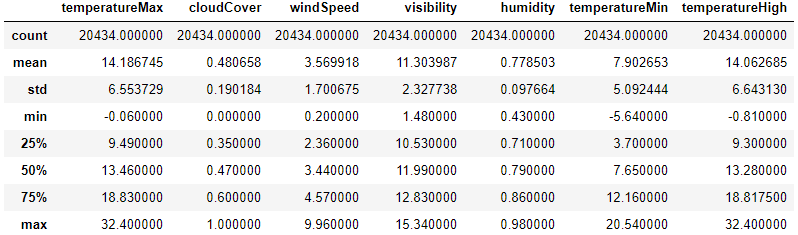 temperatureMax cloudCover windSpeed visibility humidity temperatureMin temperatureHigh
count 20434.000000 20434.000000 20434.000000 20434.000000 20434.000000 20434.000000 20434.000000
mean 14.186745 0.480658 3.569918 11.303987 0.778503 7.902653 14.062685
std 6.553729 0.190184 1.700675 2.327738 0.097664 5.092444 6.643130
min -0.060000 0.000000 0.200000 1.480000 0.430000 -5.640000 -0.810000
25% 9.490000 0.350000 2.360000 10.530000 0.710000 3.700000 9.300000
50% 13.460000 0.470000 3.440000 11.990000 0.790000 7.650000 13.280000
75% 18.830000 0.600000 4.570000 12.830000 0.860000 12.160000 18.817500
max 32.400000 1.000000 9.960000 15.340000 0.980000 20.540000 32.400000